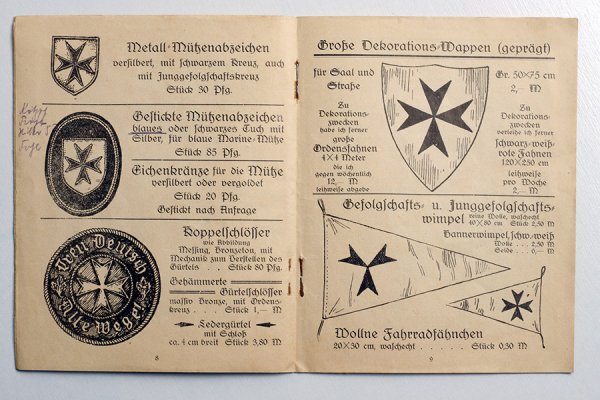 Metall-Mützenabzeichen
versilbert, mit schwarzem Kreuz, auch
mit Junggefolgschaftskreuz
Stück 30 Pfg.
Gestickte Mützenabzeichen
blaues oder schwarzes Tuch mit
Silber, für blaue Marine-Mütze
Stück 85 Pfg.
Eichenkränze für die Mütze
versilbert oder vergoldet
Stück 20 Pfg.
Gestickt nach Anfrage
Treu Deutsch
Alle Wege
Koppelschlösser
wie Abbildung
Messing, Bronzeton, mit
Mechanik zum Verstellen des
Gürtels . . Stück 80 Pfg.
Gehämmerte
Gürtelschlösser
massiv Bronze, mit Ordens-
kreuz . . . Stück 1,— M
Ledergürtel
mit Schloß
ca. 4 cm breit Stück 3,80 M
8
Große Dekorations-Wappen (geprägt)
für Saal und
Straße
Zu
Dekorations-
zwecken
habe ich ferner
große
Ordensfahnen
4×4 Meter
die ich
gegen wöchentlich
12,— M
leihweise abgebe
Gr. 50×75 cm
2,— M
Zu
Dekorations-
zwecken
verleihe ich ferner
schwarz-weiß-
rote Fahnen
120×250 cm
leihweise
pro Woche
2,— M
Gefolgschafts- u. Junggefolgschafts-
wimpel reine Wolle, waschecht
40×80 cm Stück 2,50 M
Bannerwimpel, schw.-weiß
Wolle . . 2,50 M
Seide . . 6,— M
Wollne Fahrradfähnchen
20×30 cm, waschecht . . . . . Stück 0,50 M
9